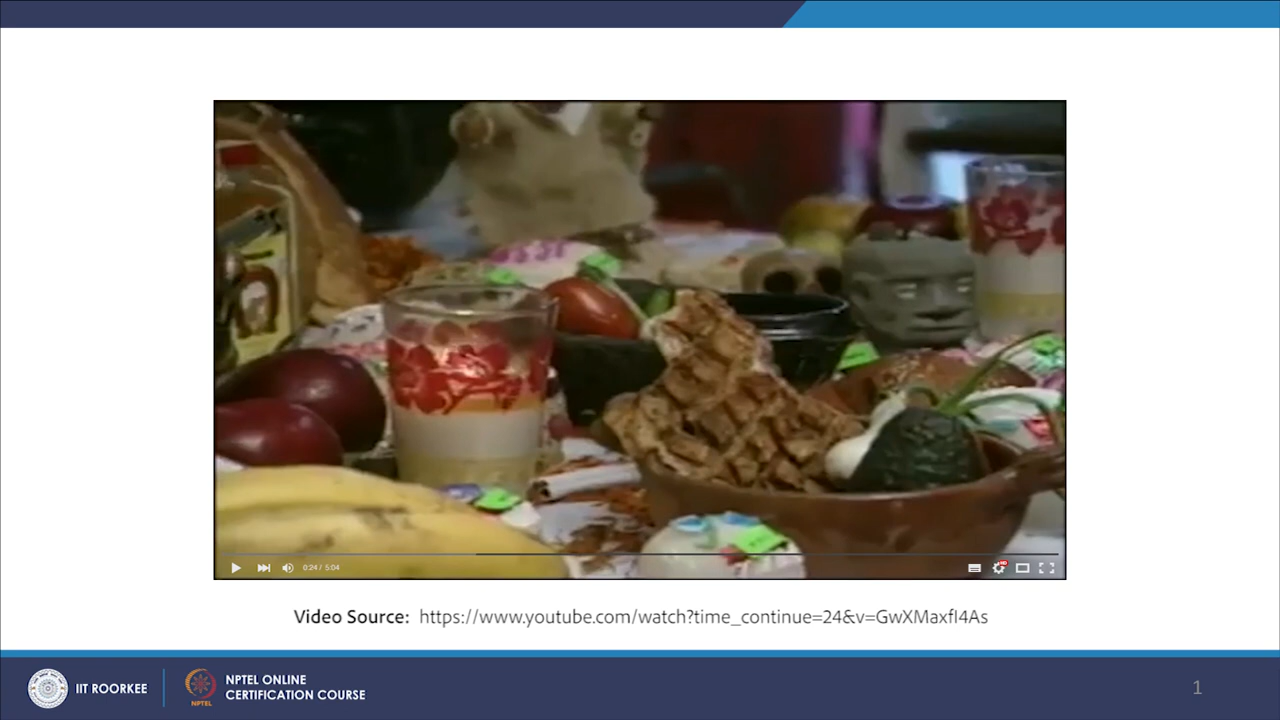 0:24 / 5:04
Video Source: https://www.youtube.com/watch?time_continue=24&v=GwXMaxfI4As
IIT ROORKEE
NPTEL
NPTEL ONLINE
CERTIFICATION COURSE
1